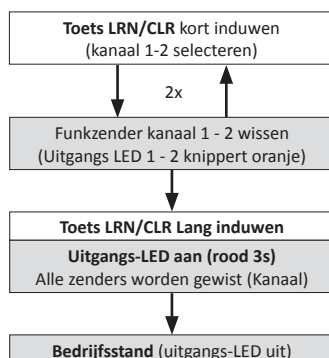 Toets LRN/CLR kort induwen
(kanaal 1-2 selecteren)
2x
Funkzender kanaal 1 - 2 wissen
(Uitgangs LED 1 - 2 knippert oranje)
Toets LRN/CLR Lang induwen
Uitgangs-LED aan (rood 3s)
Alle zenders worden gewist (Kanaal)
Bedrijfsstand (uitgangs-LED uit)